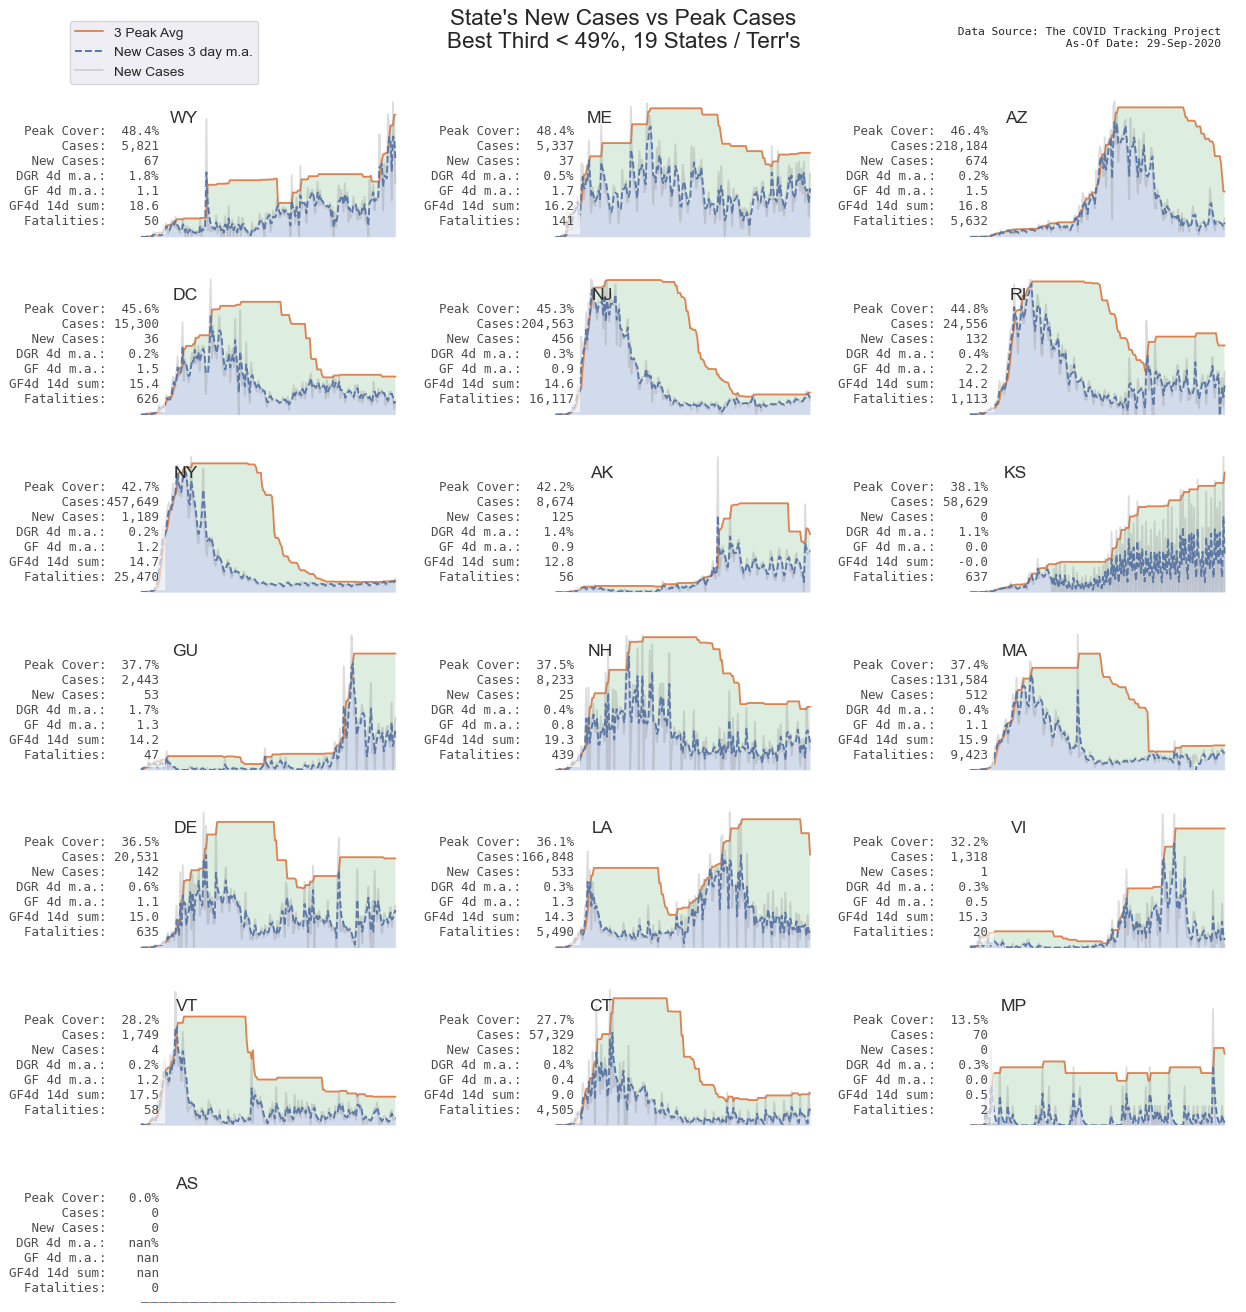 State's New Cases vs Peak Cases
Best Third < 49%, 19 States / Terr's
3 Peak Avg
New Cases 3 day m.a.
New Cases
Data Source: The COVID Tracking Project
As-Of Date: 29-Sep-2020
WY
Peak Cover: 48.4%
Cases: 5,821
New Cases: 67
DGR 4d m.a.: 1.8%
GF 4d m.a.: 1.1
GF4d 14d sum: 18.6
Fatalities: 50
ME
Peak Cover: 48.4%
Cases: 5,337
New Cases: 37
DGR 4d m.a.: 0.5%
GF 4d m.a.: 1.7
GF4d 14d sum: 16.2
Fatalities: 141
AZ
Peak Cover: 46.4%
Cases:218,184
New Cases: 674
DGR 4d m.a.: 0.2%
GF 4d m.a.: 1.5
GF4d 14d sum: 16.8
Fatalities: 5,632
DC
Peak Cover: 45.6%
Cases: 15,300
New Cases: 36
DGR 4d m.a.: 0.2%
GF 4d m.a.: 1.5
GF4d 14d sum: 15.4
Fatalities: 626
NJ
Peak Cover: 45.3%
Cases:204,563
New Cases: 456
DGR 4d m.a.: 0.3%
GF 4d m.a.: 0.9
GF4d 14d sum: 14.6
Fatalities: 16,117
RI
Peak Cover: 44.8%
Cases: 24,556
New Cases: 132
DGR 4d m.a.: 0.4%
GF 4d m.a.: 2.2
GF4d 14d sum: 14.2
Fatalities: 1,113
NY
Peak Cover: 42.7%
Cases:457,649
New Cases: 1,189
DGR 4d m.a.: 0.2%
GF 4d m.a.: 1.2
GF4d 14d sum: 14.7
Fatalities: 25,470
AK
Peak Cover: 42.2%
Cases: 8,674
New Cases: 125
DGR 4d m.a.: 1.4%
GF 4d m.a.: 0.9
GF4d 14d sum: 12.8
Fatalities: 56
KS
Peak Cover: 38.1%
Cases: 58,629
New Cases: 0
DGR 4d m.a.: 1.1%
GF 4d m.a.: 0.0
GF4d 14d sum: -0.0
Fatalities: 637
GU
Peak Cover: 37.7%
Cases: 2,443
New Cases: 53
DGR 4d m.a.: 1.7%
GF 4d m.a.: 1.3
GF4d 14d sum: 14.2
Fatalities: 47
NH
Peak Cover: 37.5%
Cases: 8,233
New Cases: 25
DGR 4d m.a.: 0.4%
GF 4d m.a.: 0.8
GF4d 14d sum: 19.3
Fatalities: 439
MA
Peak Cover: 37.4%
Cases:131,584
New Cases: 512
DGR 4d m.a.: 0.4%
GF 4d m.a.: 1.1
GF4d 14d sum: 15.9
Fatalities: 9,423
DE
Peak Cover: 36.5%
Cases: 20,531
New Cases: 142
DGR 4d m.a.: 0.6%
GF 4d m.a.: 1.1
GF4d 14d sum: 15.0
Fatalities: 635
LA
Peak Cover: 36.1%
Cases:166,848
New Cases: 533
DGR 4d m.a.: 0.3%
GF 4d m.a.: 1.3
GF4d 14d sum: 14.3
Fatalities: 5,490
VI
Peak Cover: 32.2%
Cases: 1,318
New Cases: 1
DGR 4d m.a.: 0.3%
GF 4d m.a.: 0.5
GF4d 14d sum: 15.3
Fatalities: 20
VT
Peak Cover: 28.2%
Cases: 1,749
New Cases: 4
DGR 4d m.a.: 0.2%
GF 4d m.a.: 1.2
GF4d 14d sum: 17.5
Fatalities: 58
CT
Peak Cover: 27.7%
Cases: 57,329
New Cases: 182
DGR 4d m.a.: 0.4%
GF 4d m.a.: 0.4
GF4d 14d sum: 9.0
Fatalities: 4,505
MP
Peak Cover: 13.5%
Cases: 70
New Cases: 0
DGR 4d m.a.: 0.3%
GF 4d m.a.: 0.0
GF4d 14d sum: 0.5
Fatalities: 2
AS
Peak Cover: 0.0%
Cases: 0
New Cases: 0
DGR 4d m.a.: nan%
GF 4d m.a.: nan
GF4d 14d sum: nan
Fatalities: 0